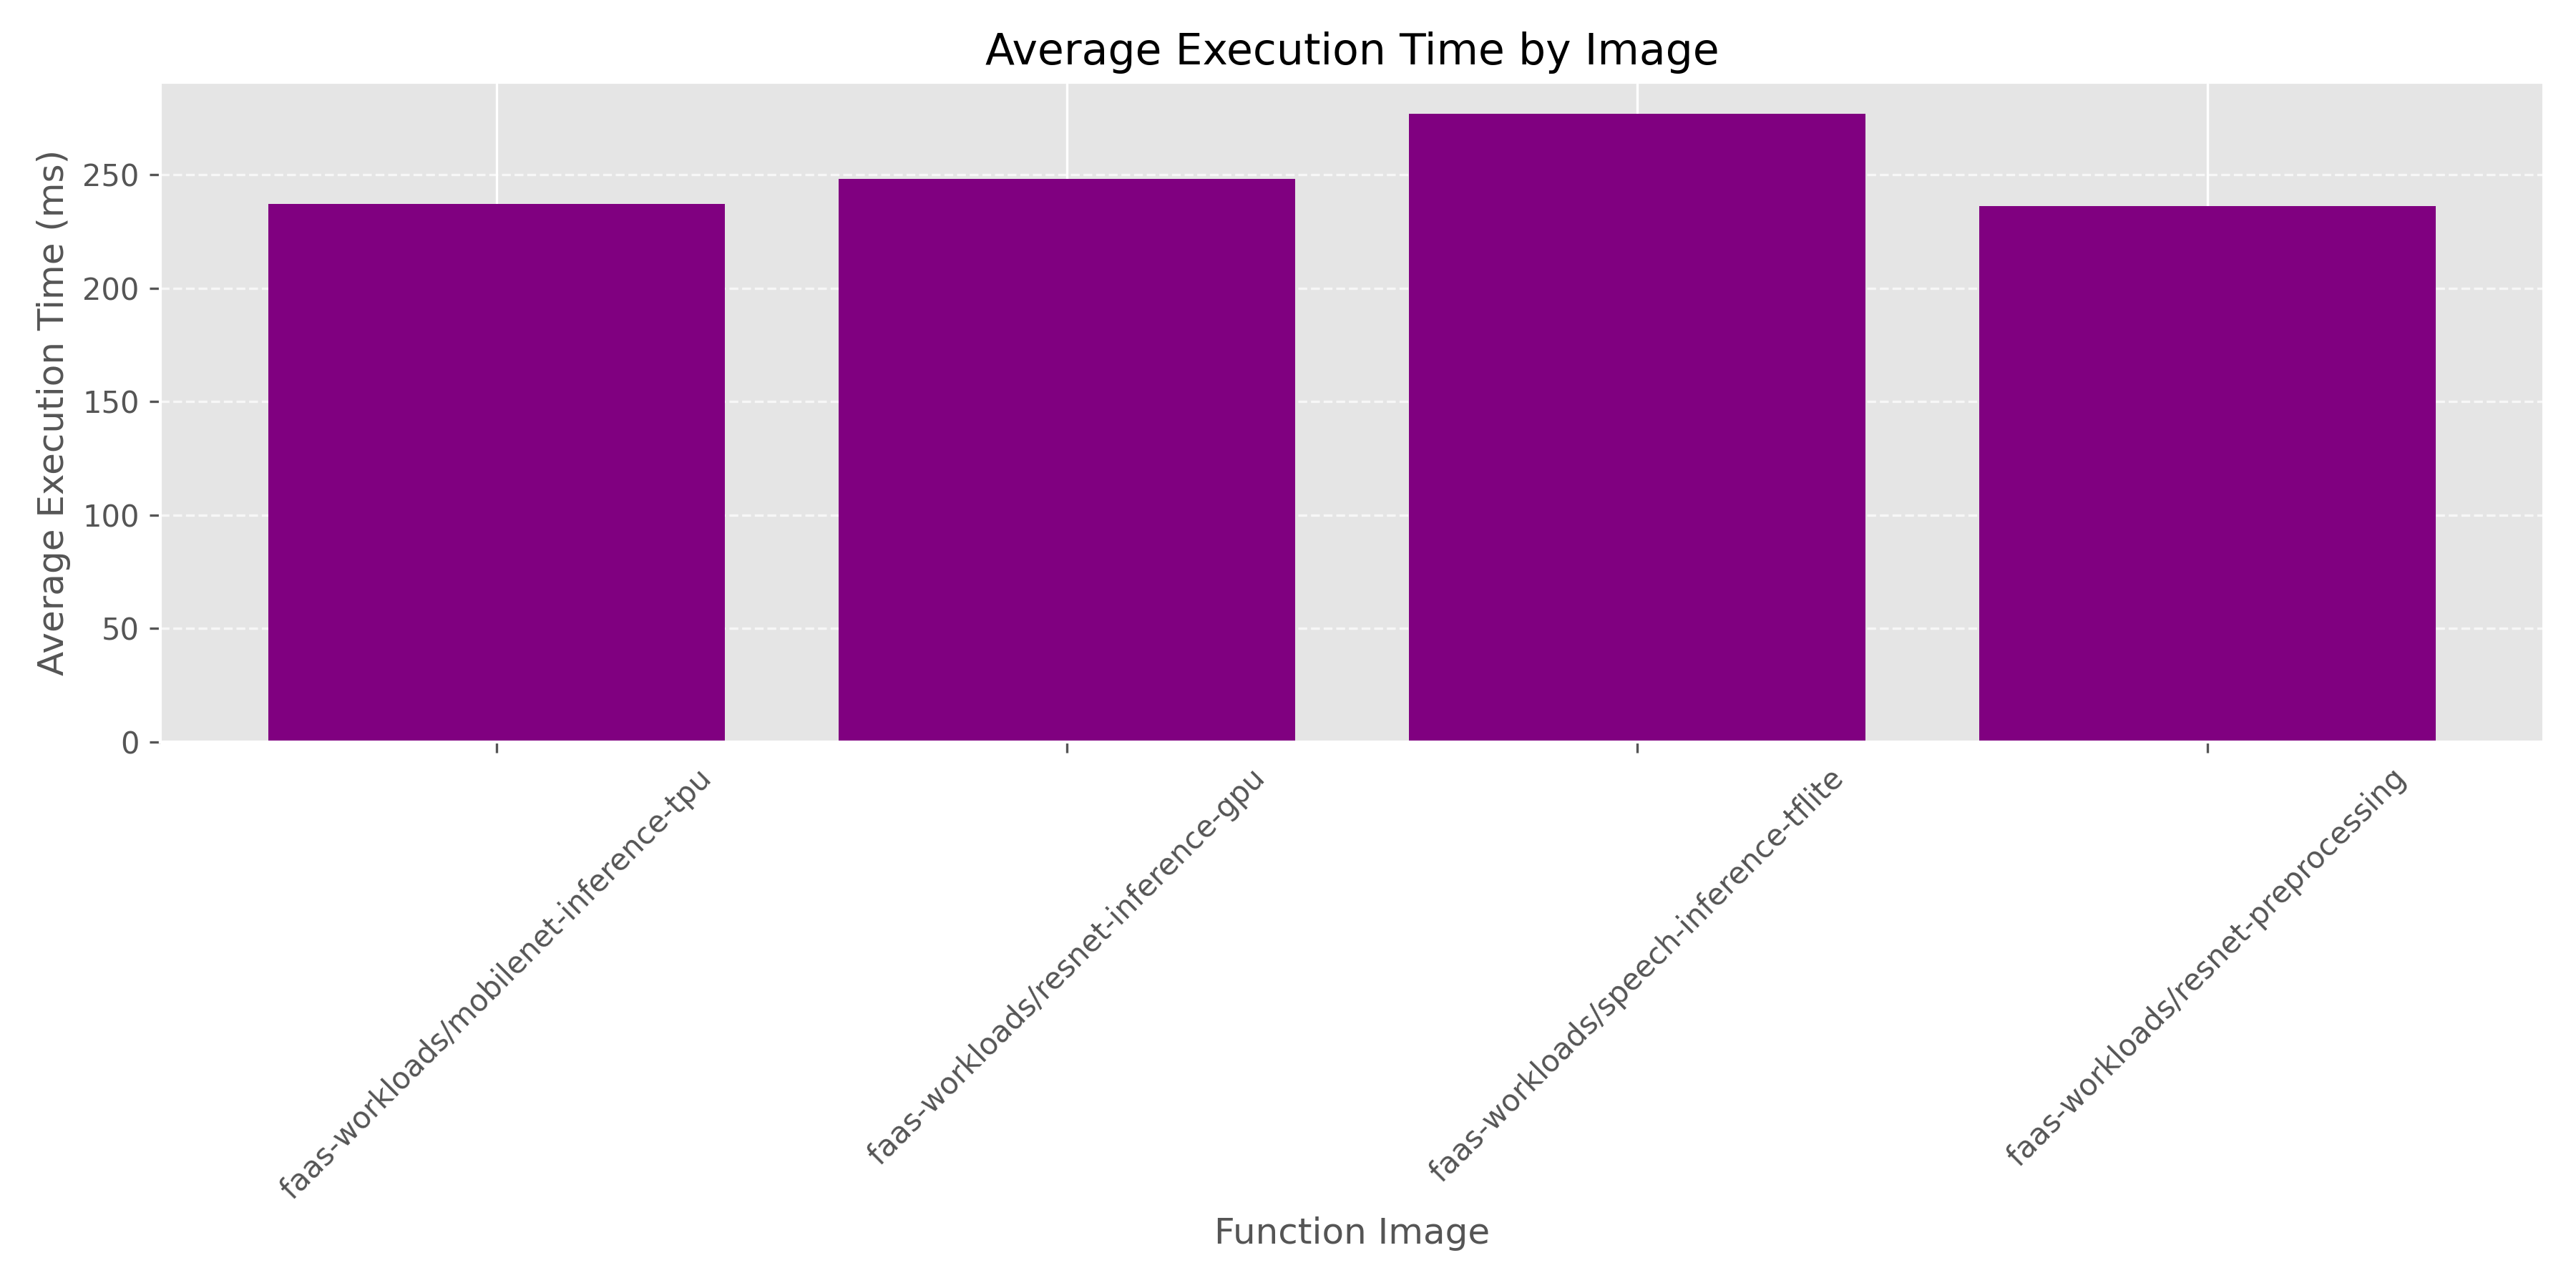 Average Execution Time by Image
Average Execution Time (ms)
250
200
150
100
50
0
faas-workloads/mobilenet-inference-tpu
faas-workloads/resnet-inference-gpu
faas-workloads/speech-inference-tflite
faas-workloads/resnet-preprocessing
Function Image